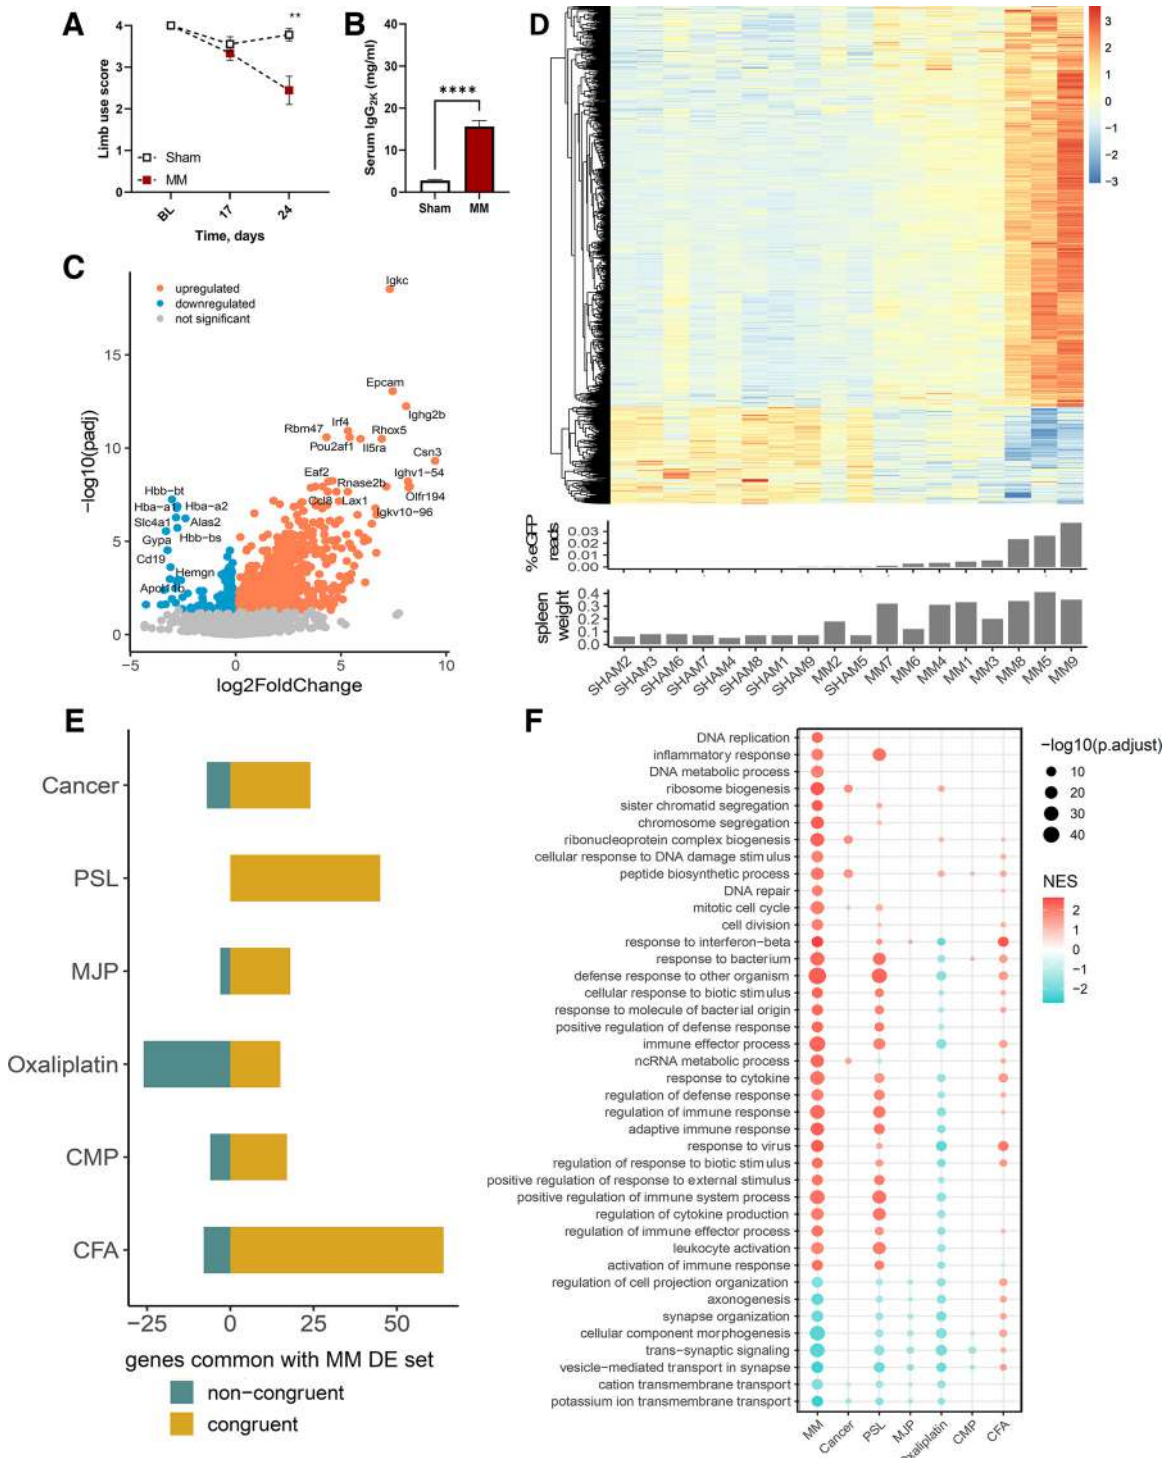 A
Limb use score
4
3
2
1
0
**
Sham
MM
BL
17
24
Time, days
B
Serum IgG2K (mg/ml)
40
30
20
10
0
****
Sham
MM
C
upregulated
downregulated
not significant
−log10(padj)
15
10
5
0
−5
0
5
10
log2FoldChange
Igkc
Epcam
Ighg2b
Irf4
Rhox5
Rbm47
Pou2af1
Il5ra
Csn3
Eaf2
Ighv1−54
Rnase2b
Olfr194
Ccl8
Lax1
Igkv10−96
Hbb−bt
Hba−a1
Hba−a2
Slc4a1
Alas2
Gypa
Hbb−bs
Cd19
Hemgn
Apol11b
D
3
2
1
0
−1
−2
−3
%eGFP
reads
0.03
0.02
0.01
0.00
spleen
weight
0.4
0.3
0.2
0.1
0.0
SHAM2
SHAM3
SHAM6
SHAM7
SHAM4
SHAM8
SHAM1
SHAM9
MM2
SHAM5
MM7
MM6
MM4
MM1
MM3
MM8
MM5
MM9
E
Cancer
PSL
MJP
Oxaliplatin
CMP
CFA
−25
0
25
50
genes common with MM DE set
non−congruent
congruent
F
DNA replication
inflammatory response
DNA metabolic process
ribosome biogenesis
sister chromatid segregation
chromosome segregation
ribonucleoprotein complex biogenesis
cellular response to DNA damage stimulus
peptide biosynthetic process
DNA repair
mitotic cell cycle
cell division
response to interferon−beta
response to bacterium
defense response to other organism
cellular response to biotic stimulus
response to molecule of bacterial origin
positive regulation of defense response
immune effector process
ncRNA metabolic process
response to cytokine
regulation of defense response
regulation of immune response
adaptive immune response
response to virus
regulation of response to biotic stimulus
positive regulation of response to external stimulus
positive regulation of immune system process
regulation of cytokine production
regulation of immune effector process
leukocyte activation
activation of immune response
regulation of cell projection organization
axonogenesis
synapse organization
cellular component morphogenesis
trans−synaptic signaling
vesicle−mediated transport in synapse
cation transmembrane transport
potassium ion transmembrane transport
MM
Cancer
PSL
MJP
Oxaliplatin
CMP
CFA
−log10(p.adjust)
10
20
30
40
NES
2
1
0
−1
−2